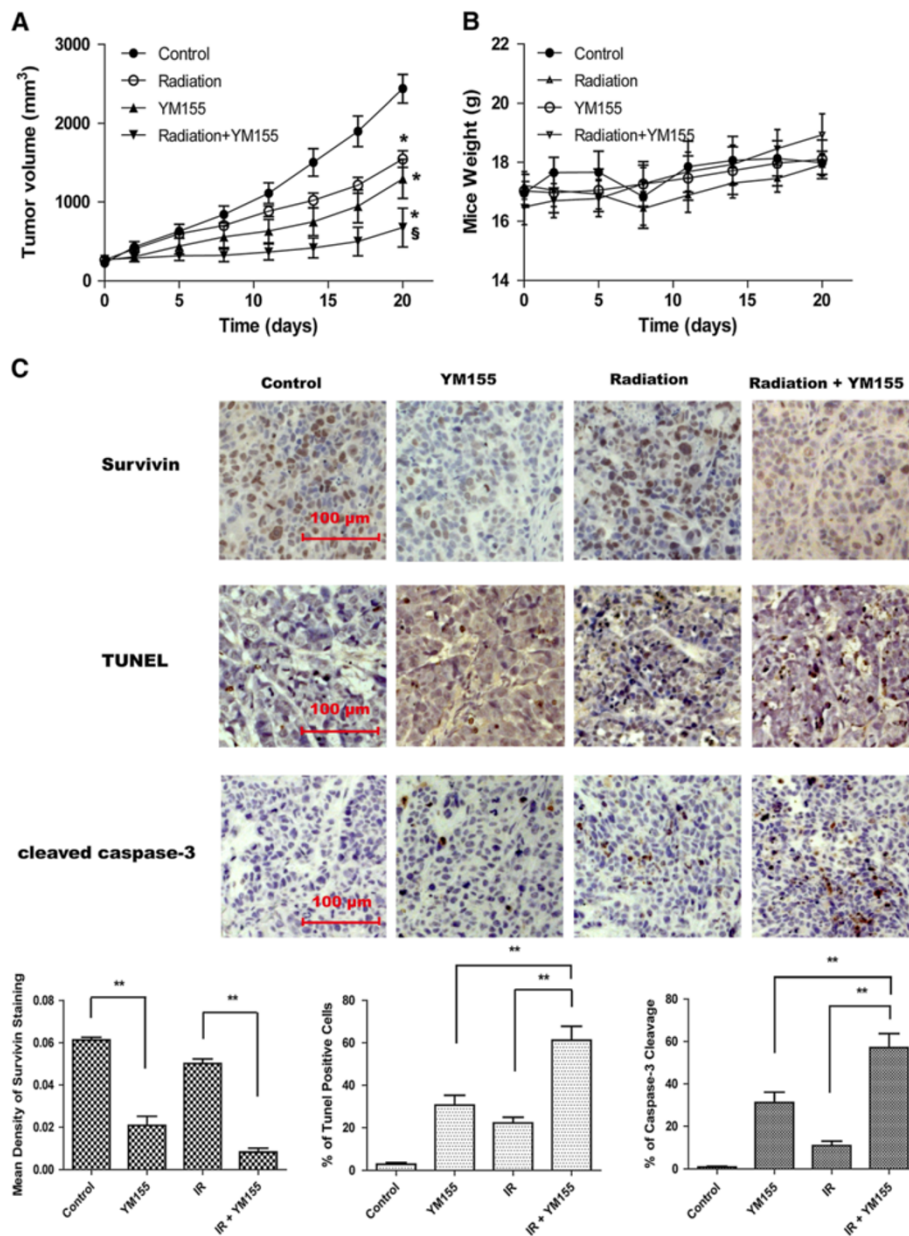 A
3000
2000
1000
0
0 5 10 15 20
Tumor volume (mm³)
Time (days)
Control
Radiation
YM155
Radiation+YM155
*
*
*
§
B
22
20
18
16
14
0 5 10 15 20
Mice Weight (g)
Time (days)
Control
Radiation
YM155
Radiation+YM155
C
Control YM155 Radiation Radiation + YM155
Survivin
100 µm
TUNEL
100 µm
cleaved caspase-3
100 µm
Mean Density of Survivin Staining
0.08
0.06
0.04
0.02
0.00
** **
Control YM155 IR IR + YM155
% of Tunel Positive Cells
80
60
40
20
0
**
**
Control YM155 IR IR + YM155
% of Caspase-3 Cleavage
80
60
40
20
0
**
**
Control YM155 IR IR + YM155